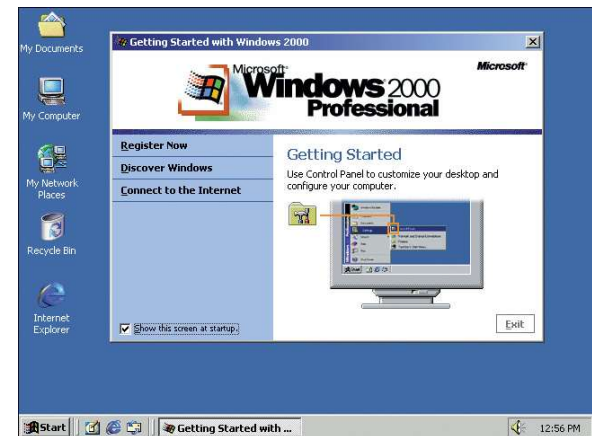 My Documents
My Computer
My Network
Places
Recycle Bin
Internet
Explorer
Getting Started with Windows 2000
Microsoft
Windows 2000
Professional
Microsoft
Register Now
Discover Windows
Connect to the Internet
Getting Started
Use Control Panel to customize your desktop and
configure your computer.
Show this screen at startup.
Exit
Start
Getting Started with ...
12:56 PM